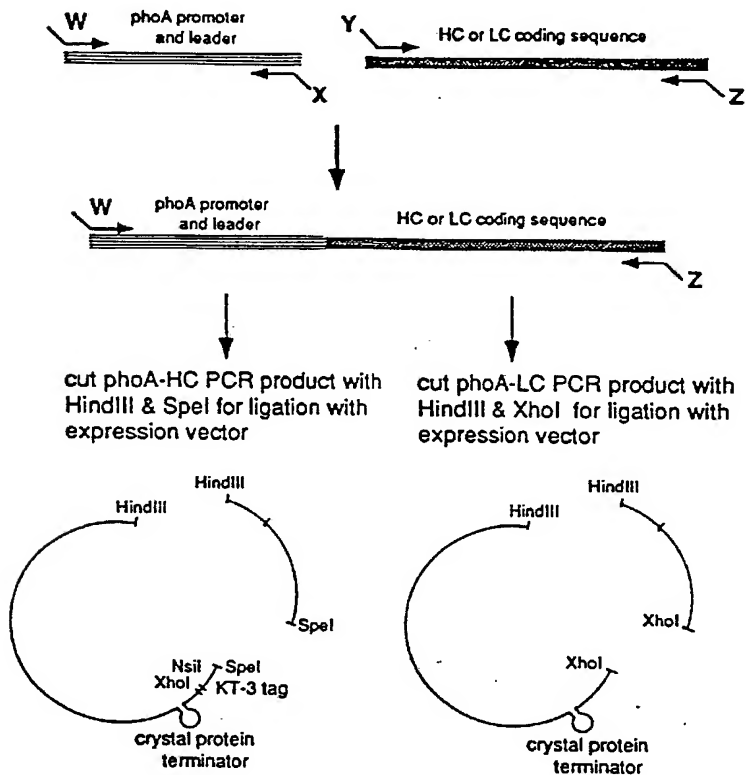 W
phoA promoter
and leader
X
Y
HC or LC coding sequence
Z
W
phoA promoter
and leader
HC or LC coding sequence
Z
cut phoA-HC PCR product with
HindIII & SpeI for ligation with
expression vector
cut phoA-LC PCR product with
HindIII & XhoI for ligation with
expression vector
HindIII
HindIII
SpeI
NsiI
SpeI
XhoI
KT-3 tag
crystal protein
terminator
HindIII
HindIII
XhoI
XhoI
crystal protein
terminator